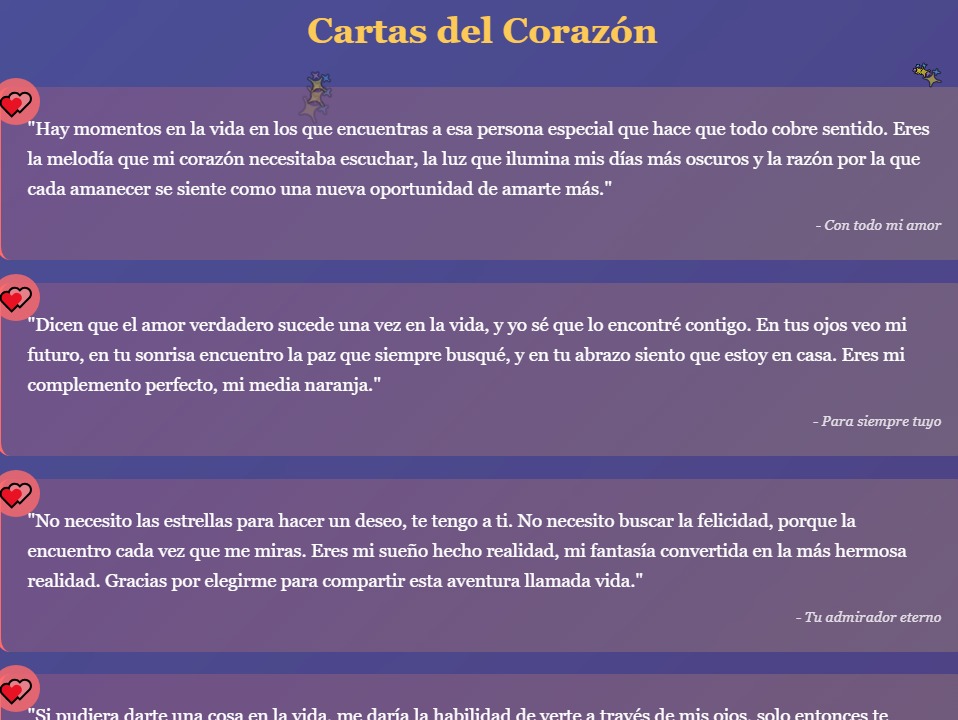 Cartas del Corazón
"Hay momentos en la vida en los que encuentras a esa persona especial que hace que todo cobre sentido. Eres
la melodía que mi corazón necesitaba escuchar, la luz que ilumina mis días más oscuros y la razón por la que
cada amanecer se siente como una nueva oportunidad de amarte más."
- Con todo mi amor
"Dicen que el amor verdadero sucede una vez en la vida, y yo sé que lo encontré contigo. En tus ojos veo mi
futuro, en tu sonrisa encuentro la paz que siempre busqué, y en tu abrazo siento que estoy en casa. Eres mi
complemento perfecto, mi media naranja."
- Para siempre tuyo
"No necesito las estrellas para hacer un deseo, te tengo a ti. No necesito buscar la felicidad, porque la
encuentro cada vez que me miras. Eres mi sueño hecho realidad, mi fantasía convertida en la más hermosa
realidad. Gracias por elegirme para compartir esta aventura llamada vida."
- Tu admirador eterno
"Si pudiera darte una cosa en la vida, me daría la habilidad de verte a través de mis ojos, solo entonces te